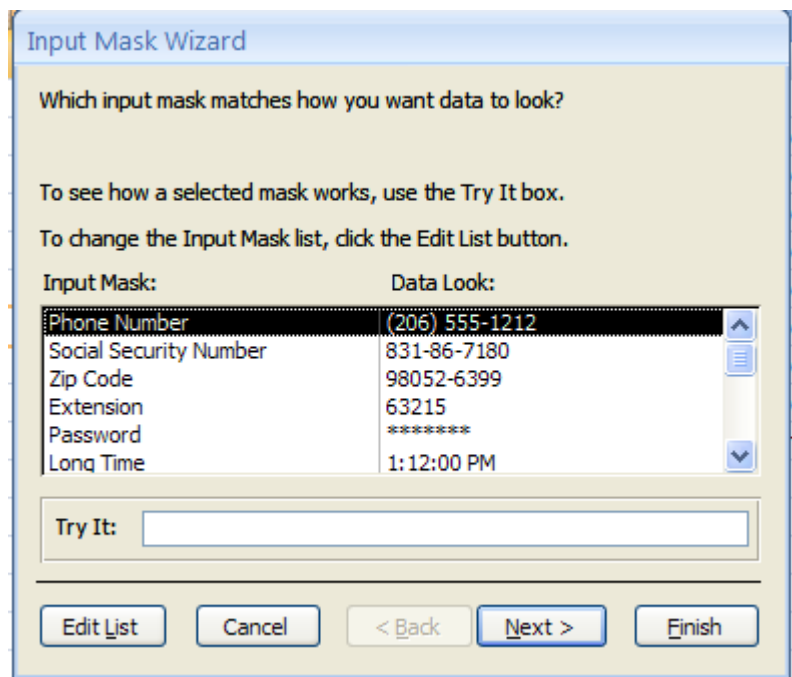 Input Mask Wizard
Which input mask matches how you want data to look?
To see how a selected mask works, use the Try It box.
To change the Input Mask list, click the Edit List button.
Input Mask: Data Look:
Phone Number (206) 555-1212
Social Security Number 831-86-7180
Zip Code 98052-6399
Extension 63215
Password *******
Long Time 1:12:00 PM
Try It:
Edit List Cancel < Back Next > Finish